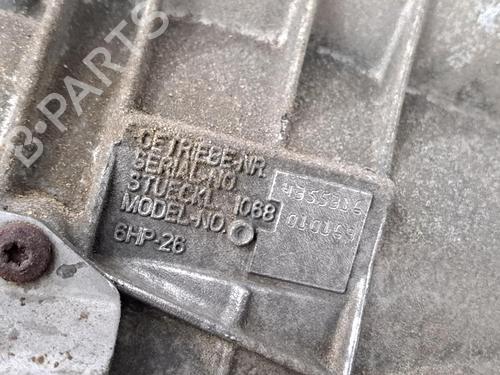 B-PARTS
GETRIEBE-NR.
SERIAL-NO.
STUECKL. 1068
MODEL-NO.
6HP-26